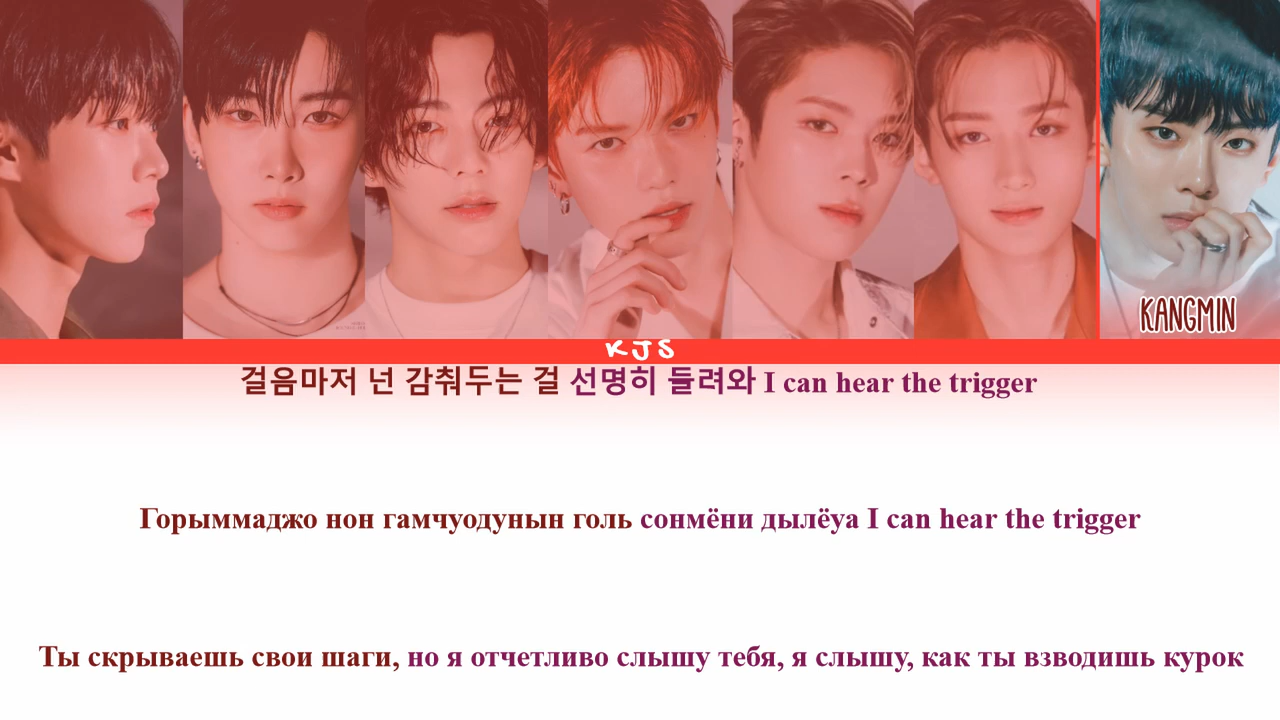 KANGMIN
KJS
걸음마저 넌 감춰두는 걸 선명히 들려와 I can hear the trigger
Горыммаджо нон гамчуодунын голь сонмёни дылёуа I can hear the trigger
Ты скрываешь свои шаги, но я отчетливо слышу тебя, я слышу, как ты взводишь курок